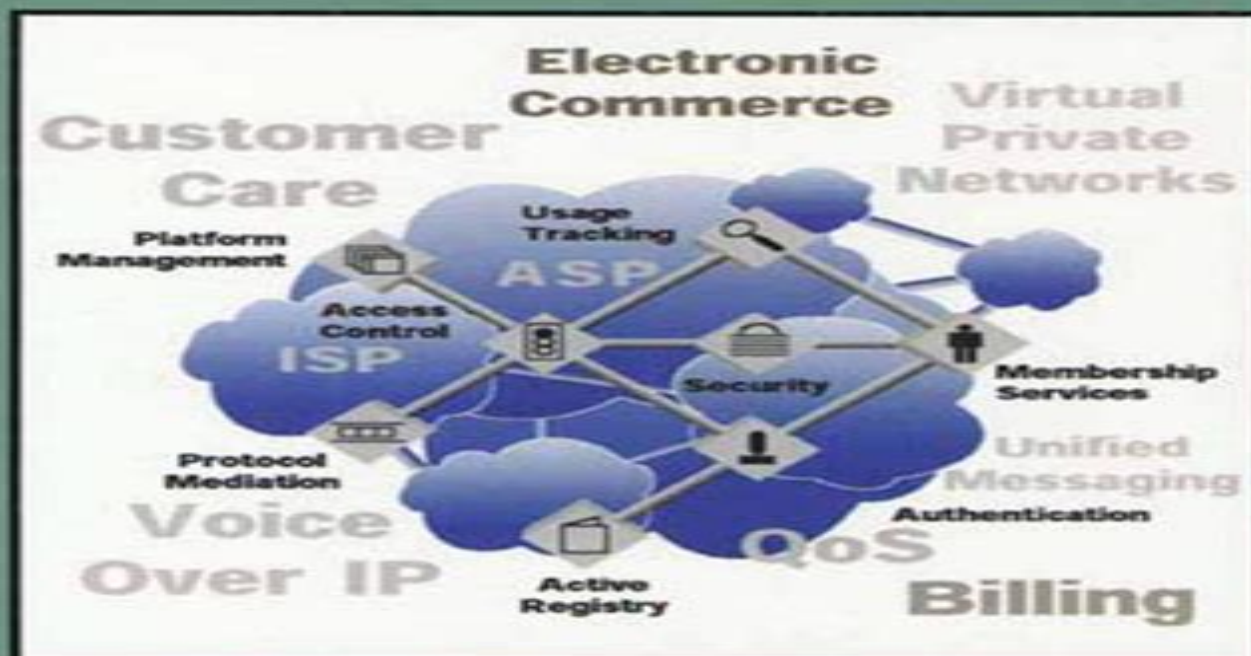 Electronic
Commerce
Virtual
Private
Networks
Customer
Care
Usage
Tracking
Platform
Management
ASP
Access
Control
ISP
Security
Membership
Services
Protocol
Mediation
Unified
Messaging
Voice
Over IP
Authentication
QoS
Active
Registry
Billing